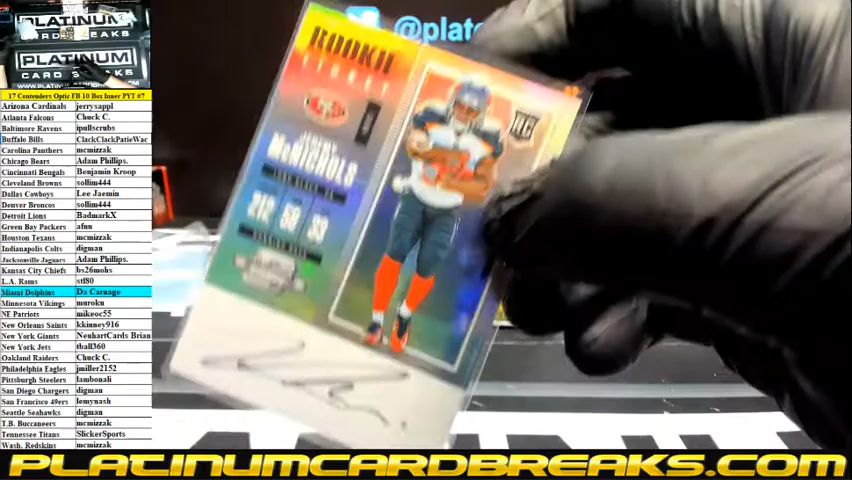 @plat
PLATINUM
CARD BREAKS
17 Contenders Optic FB 10 Box Inner PYT #7
Arizona Cardinals jerrysappl
Atlanta Falcons Chuck C.
Baltimore Ravens ipullscrubs
Buffalo Bills ClackClackPatieWac
Carolina Panthers mcmizzak
Chicago Bears Adam Phillips.
Cincinnati Bengals Benjamin Kroop
Cleveland Browns sollim444
Dallas Cowboys Lee Jaemin
Denver Broncos sollim444
Detroit Lions BadmarkX
Green Bay Packers afnu
Houston Texans mcmizzak
Indianapolis Colts digman
Jacksonville Jaguars Adam Phillips.
Kansas City Chiefs bs26mohs
L.A. Rams stl80
Miami Dolphins Da Carnage
Minnesota Vikings muroku
NE Patriots mikeoc55
New Orleans Saints kkinney916
New York Giants NeuhartCards Brian
New York Jets tball360
Oakland Raiders Chuck C.
Philadelphia Eagles jmiller2152
Pittsburgh Steelers lambonali
San Diego Chargers digman
San Francisco 49ers lemynash
Seattle Seahawks digman
T.B. Buccaneers mcmizzak
Tennessee Titans SlickerSports
Wash. Redskins mcmizzak
ROOKIE
TICKET
RC
JEREMY
McNICHOLS
PLATINUMCARDBREAKS.COM